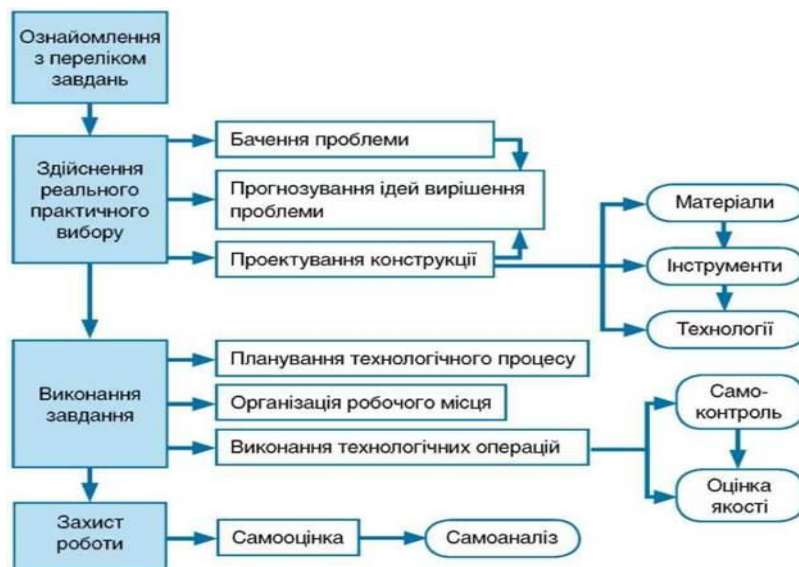 Ознайомлення
з переліком
завдань
Здійснення
реального
практичного
вибору
Бачення проблеми
Прогнозування ідей вирішення
проблеми
Проектування конструкції
Матеріали
Інструменти
Технології
Виконання
завдання
Планування технологічного процесу
Організація робочого місця
Виконання технологічних операцій
Само-
контроль
Оцінка
якості
Захист
роботи
Самооцінка
Самоаналіз